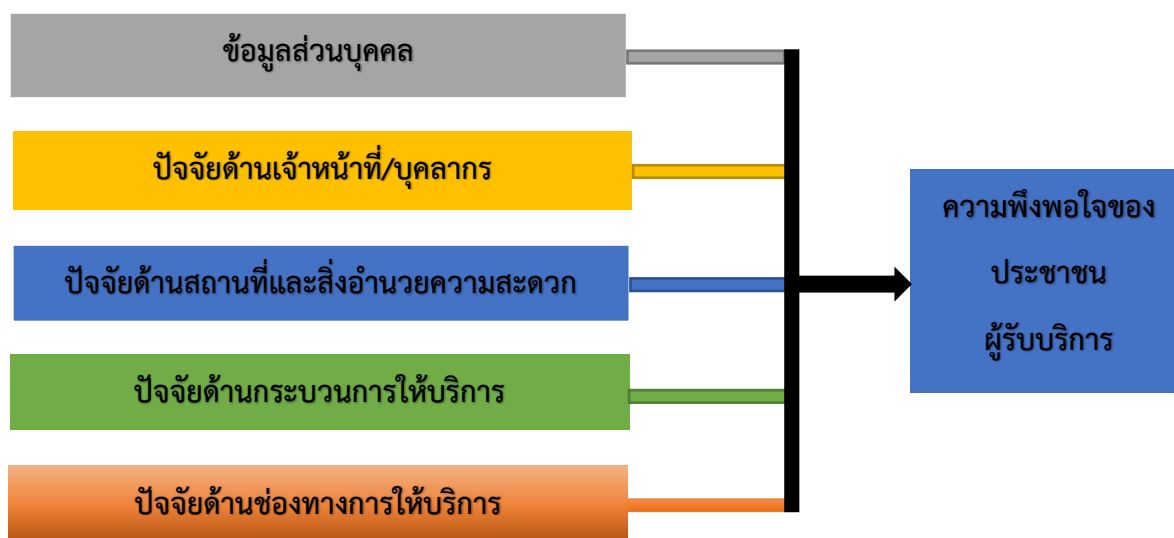 ข้อมูลส่วนบุคคล
ปัจจัยด้านเจ้าหน้าที่/บุคลากร
ปัจจัยด้านสถานที่และสิ่งอำนวยความสะดวก
ปัจจัยด้านกระบวนการให้บริการ
ปัจจัยด้านช่องทางการให้บริการ
ความพึงพอใจของ
ประชาชน
ผู้รับบริการ